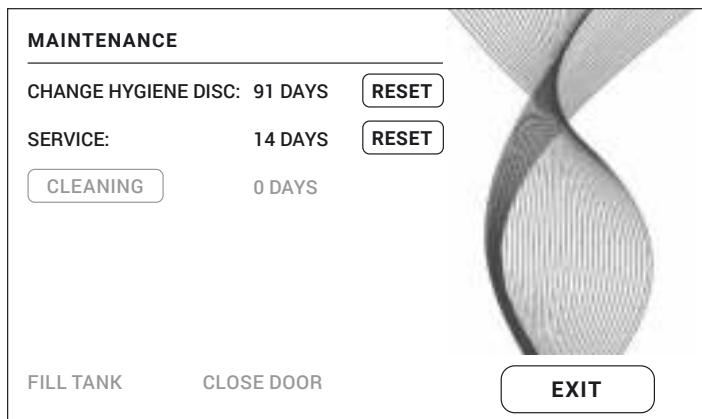 MAINTENANCE
CHANGE HYGIENE DISC: 91 DAYS RESET
SERVICE: 14 DAYS RESET
CLEANING 0 DAYS
FILL TANK CLOSE DOOR EXIT